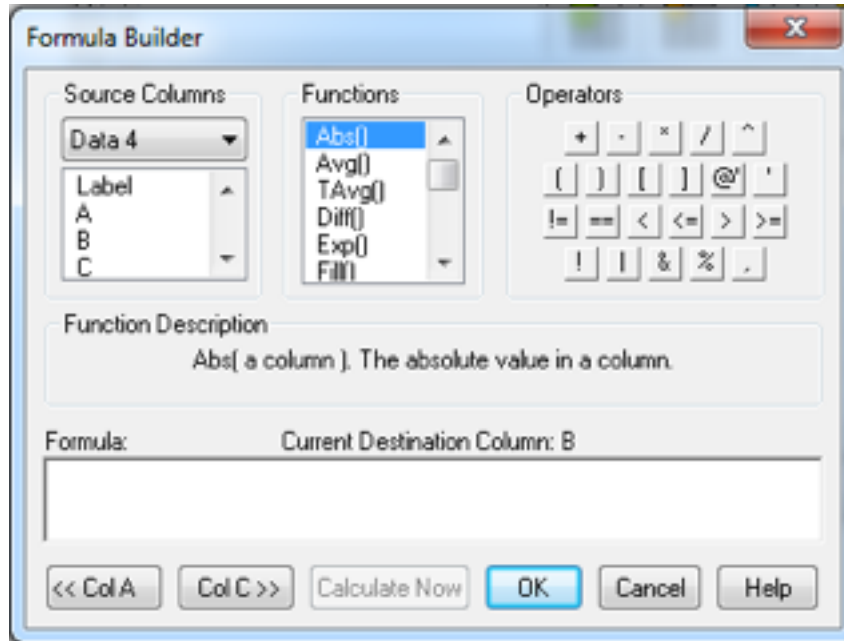 Formula Builder
Source Columns
Functions
Operators
Data 4
Label
A
B
C
Abs()
Avg()
TAvg()
Diff()
Exp()
Fill()
+ - * / ^
( ) [ ] @' '
!= == < <= > >=
! | & % ,
Function Description
Abs( a column ). The absolute value in a column.
Formula:
Current Destination Column: B
<< Col A
Col C >>
Calculate Now
OK
Cancel
Help